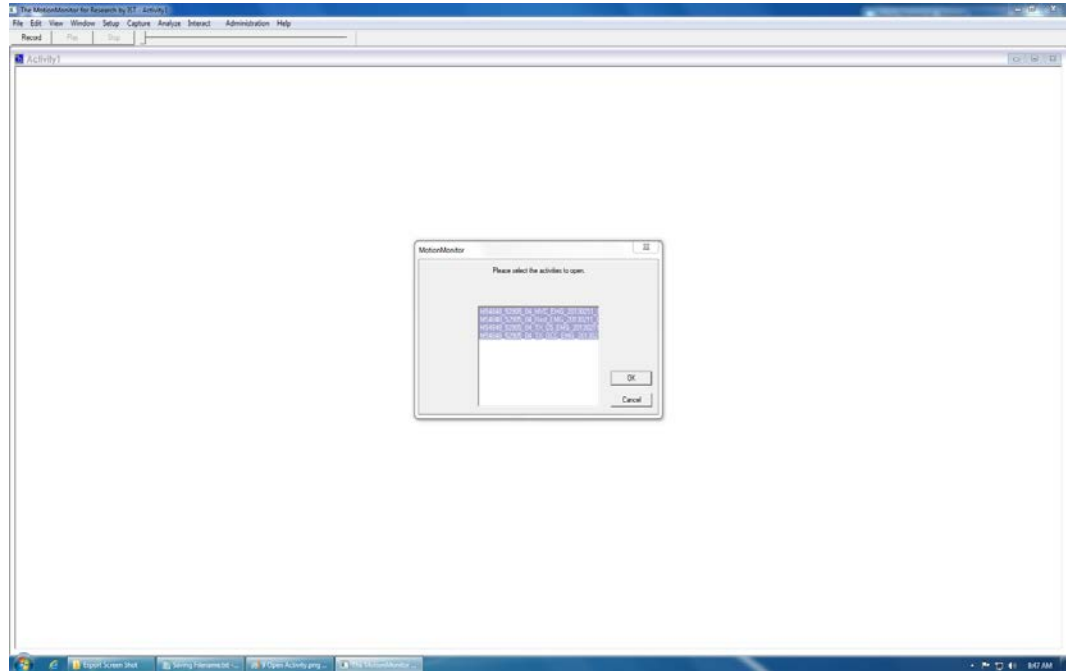 The MotionMonitor for Research by IST - Activity1
File Edit View Window Setup Capture Analyze Interact Administration Help
Record Play Stop
Activity1
MotionMonitor
Please select the activities to open.
OK
Cancel
Export Screen Shot
Saving Filename.txt -...
9 Open Activity.png ...
The MotionMonitor ...
8:47 AM